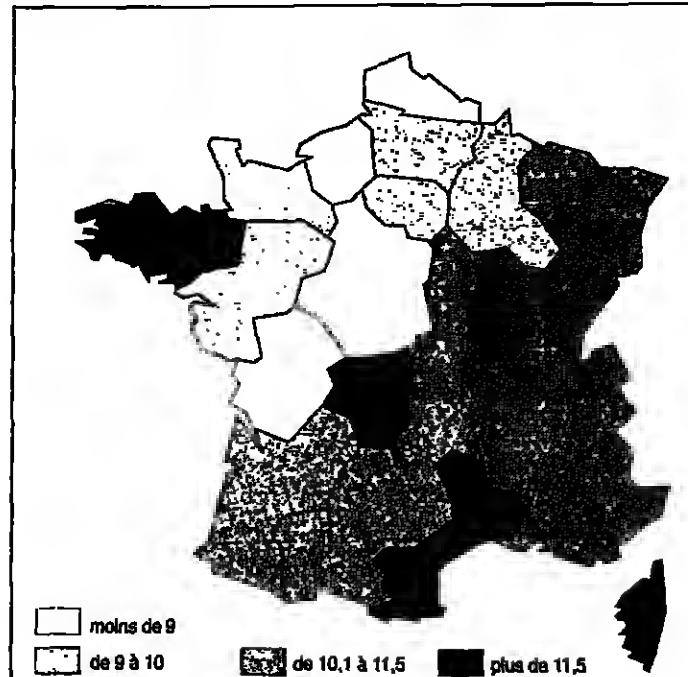 moins de 9
de 9 à 10
de 10,1 à 11,5
plus de 11,5